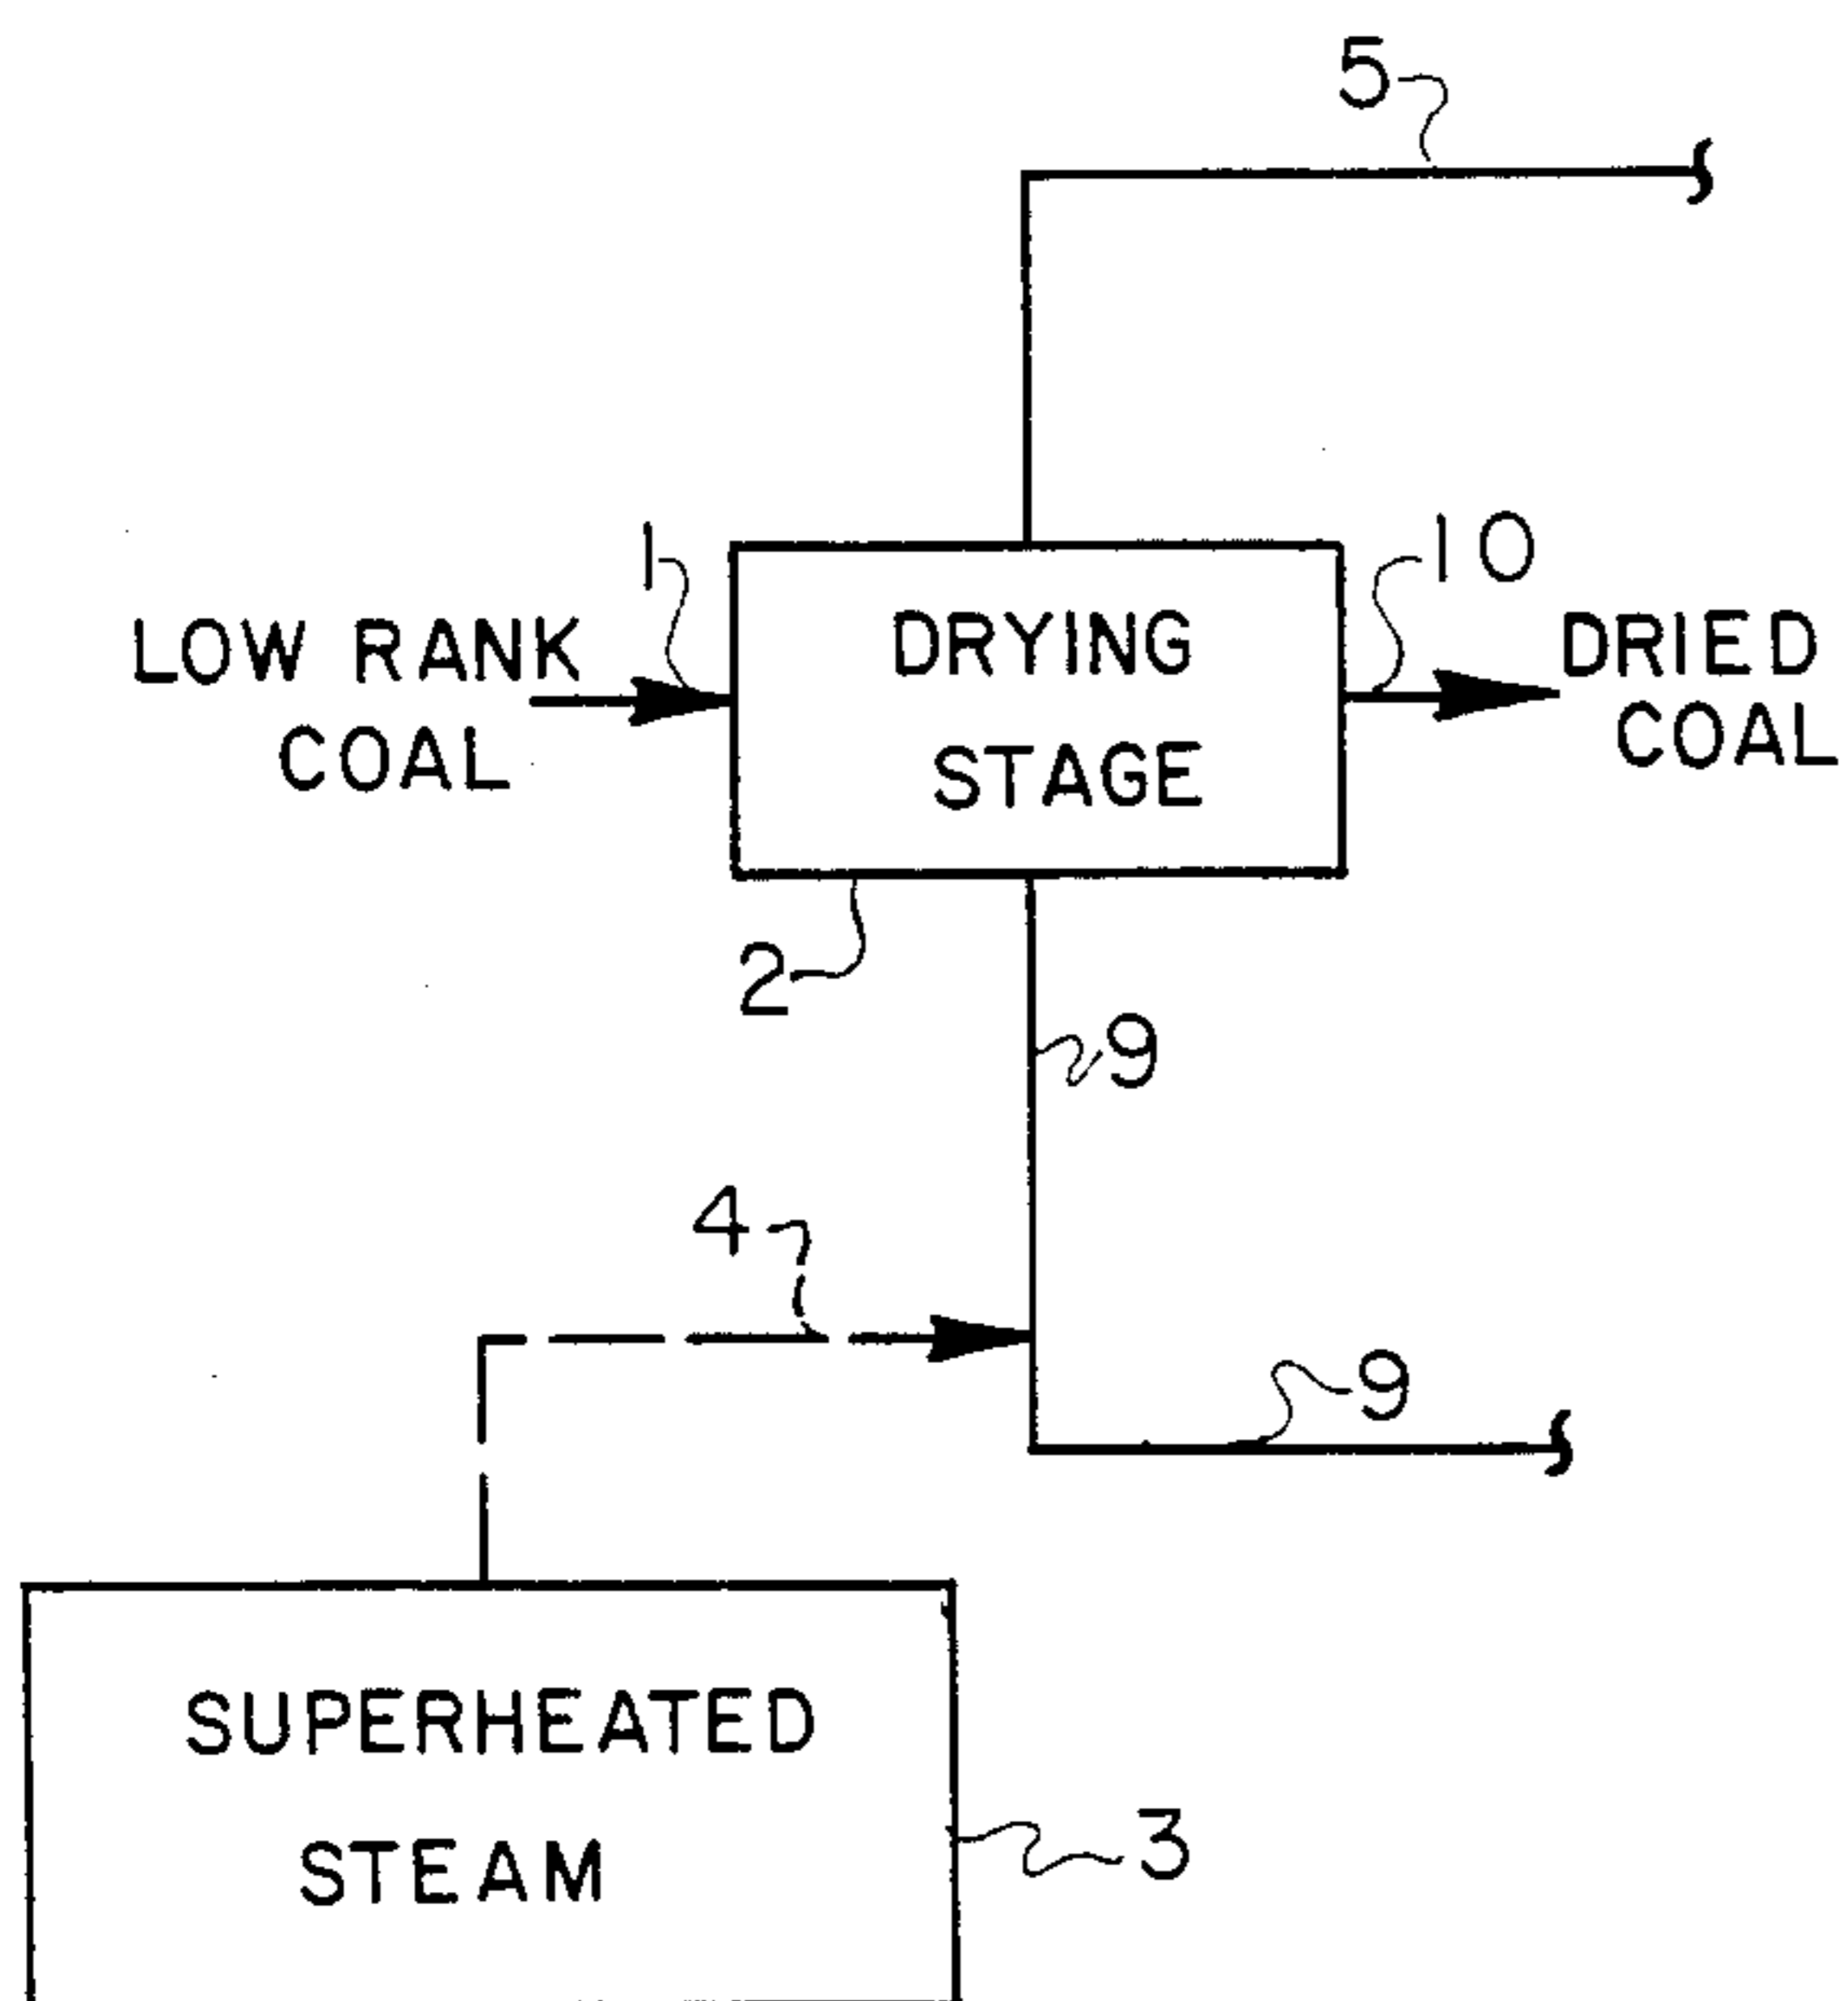 5
1
10
LOW RANK
COAL
DRYING
STAGE
DRIED
COAL
2
9
4
9
SUPERHEATED
STEAM
3